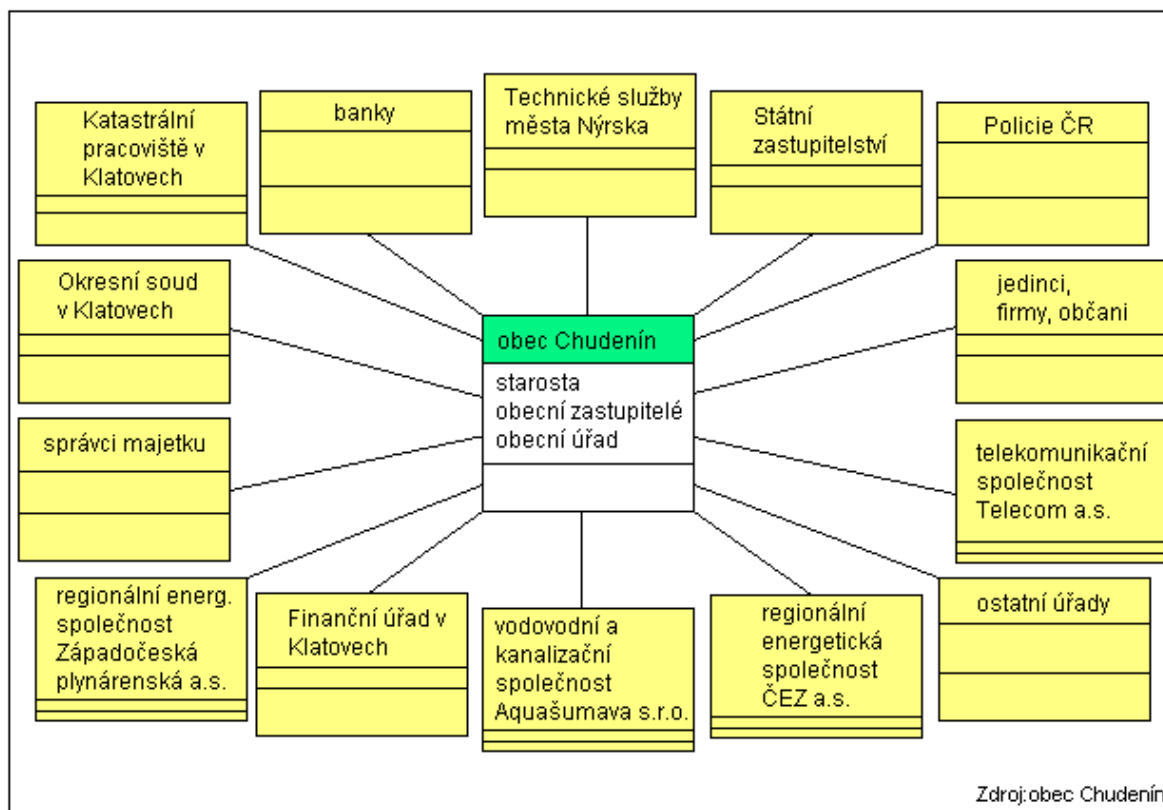 Katastrální
pracoviště v
Klatovech
banky
Technické služby
města Nýrska
Státní
zastupitelství
Policie ČR
Okresní soud
v Klatovech
obec Chudenín
starosta
obecní zastupitelé
obecní úřad
jedinci,
firmy, občani
správci majetku
telekomunikační
společnost
Telecom a.s.
regionální energ.
společnost
Západočeská
plynárenská a.s.
Finanční úřad v
Klatovech
vodovodní a
kanalizační
společnost
Aquašumava s.r.o.
regionální
energetická
společnost
ČEZ a.s.
ostatní úřady
Zdroj:obec Chudenín